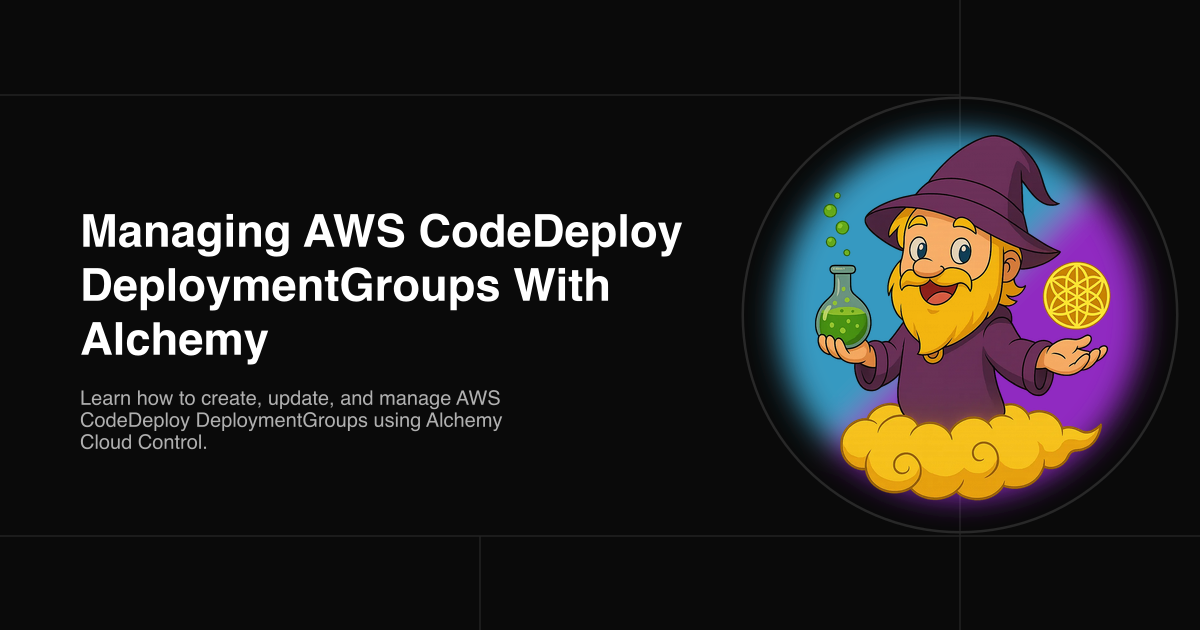 Managing AWS CodeDeploy
DeploymentGroups With
Alchemy
Learn how to create, update, and manage AWS
CodeDeploy DeploymentGroups using Alchemy
Cloud Control.